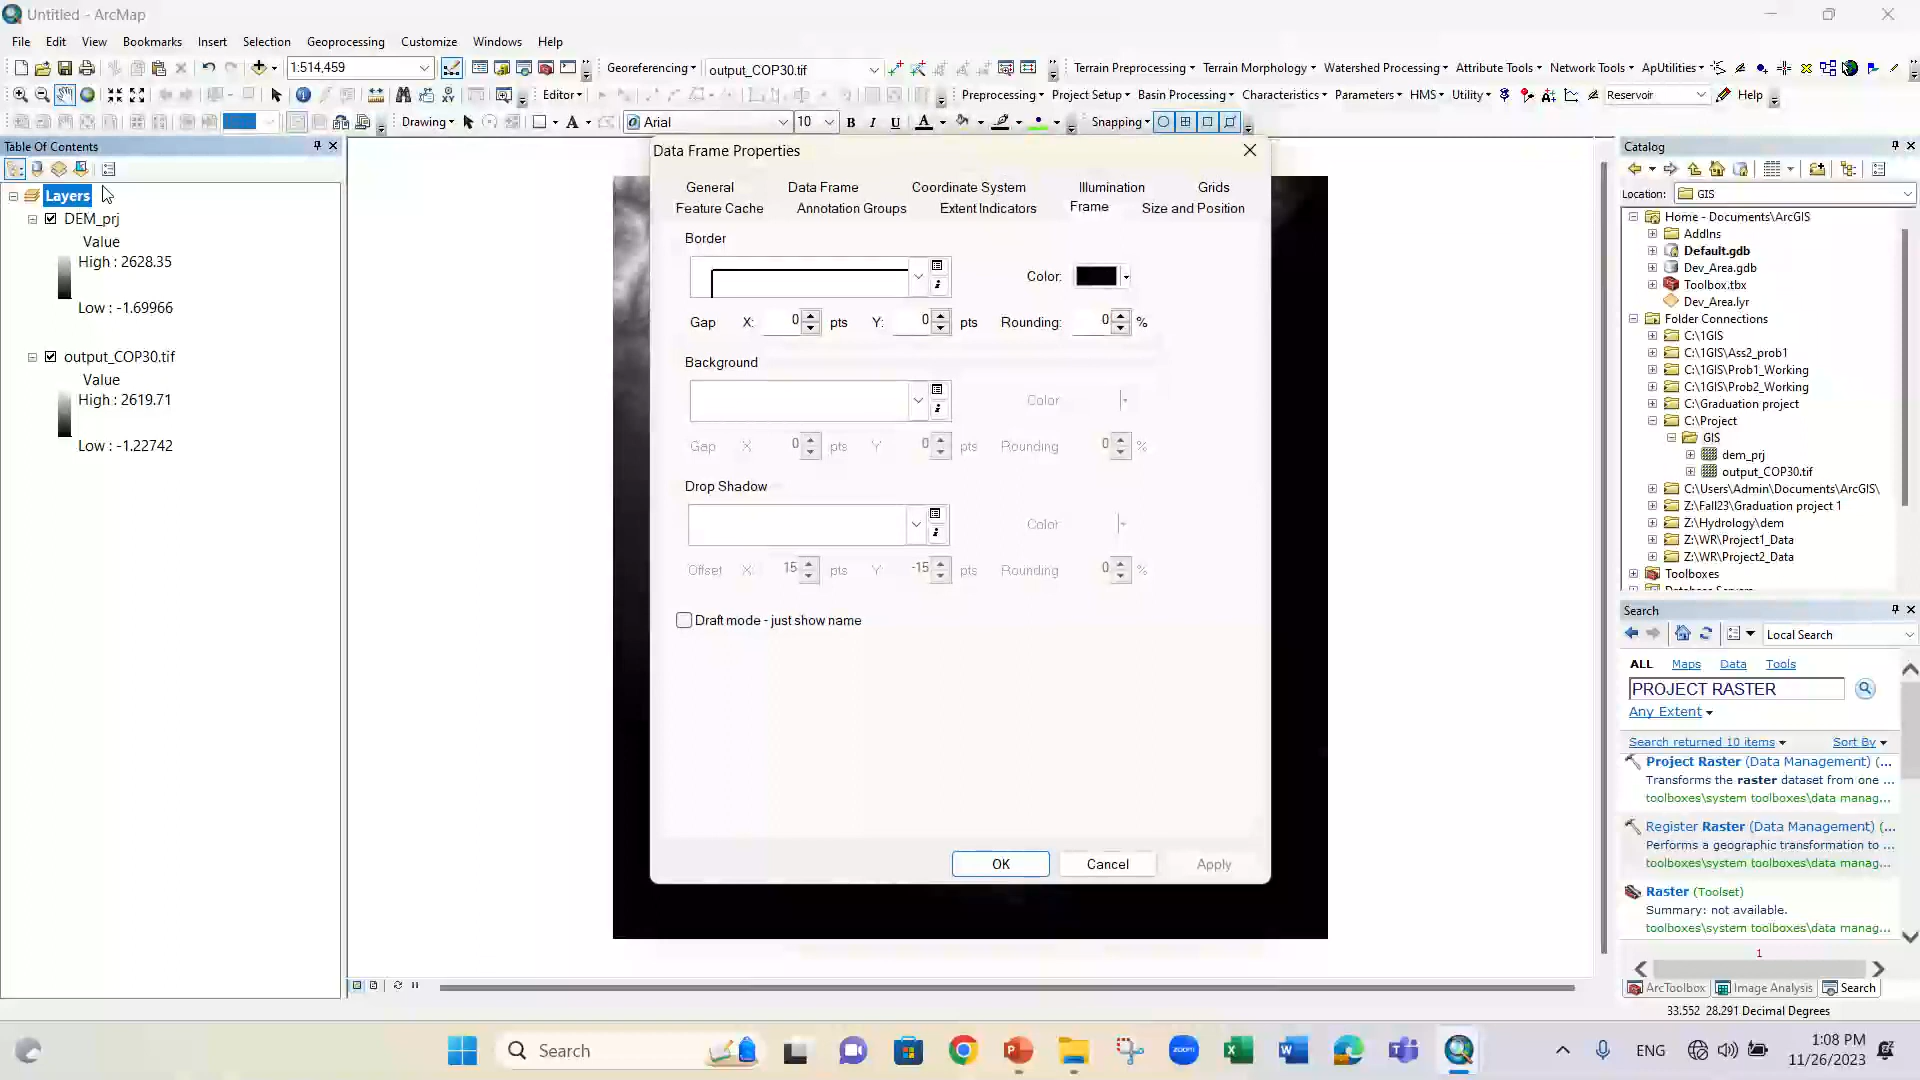 Untitled - ArcMap
File Edit View Bookmarks Insert Selection Geoprocessing Customize Windows Help
1:514,459 Georeferencing output_COP30.tif Terrain Preprocessing Terrain Morphology Watershed Processing Attribute Tools Network Tools ApUtilities
Editor Preprocessing Project Setup Basin Processing Characteristics Parameters HMS Utility Reservoir Help
Drawing A Arial 10 B I U A Snapping
Table Of Contents
Layers
DEM_prj
Value
High : 2628.35
Low : -1.69966
output_COP30.tif
Value
High : 2619.71
Low : -1.22742
Data Frame Properties
General Data Frame Coordinate System Illumination Grids
Feature Cache Annotation Groups Extent Indicators Frame Size and Position
Border
Color:
Gap X: 0 pts Y: 0 pts Rounding: 0 %
Background
Color
Gap X 0 pts Y 0 pts Rounding 0 %
Drop Shadow
Color
Offset X 15 pts Y -15 pts Rounding 0 %
Draft mode - just show name
OK Cancel Apply
Catalog
Location: GIS
Home - Documents\ArcGIS
AddIns
Default.gdb
Dev_Area.gdb
Toolbox.tbx
Dev_Area.lyr
Folder Connections
C:\1GIS
C:\1GIS\Ass2_prob1
C:\1GIS\Prob1_Working
C:\1GIS\Prob2_Working
C:\Graduation project
C:\Project
GIS
dem_prj
output_COP30.tif
C:\Users\Admin\Documents\ArcGIS\
Z:\Fall23\Graduation project 1
Z:\Hydrology\dem
Z:\WR\Project1_Data
Z:\WR\Project2_Data
Toolboxes
Search
Local Search
ALL Maps Data Tools
PROJECT RASTER
Any Extent
Search returned 10 items Sort By
Project Raster (Data Management) (...
Transforms the raster dataset from one ...
toolboxes\system toolboxes\data manag...
Register Raster (Data Management) (...
Performs a geographic transformation to ...
toolboxes\system toolboxes\data manag...
Raster (Toolset)
Summary: not available.
toolboxes\system toolboxes\data manag...
1
ArcToolbox Image Analysis Search
33.552 28.291 Decimal Degrees
Search
zoom
ENG
1:08 PM
11/26/2023